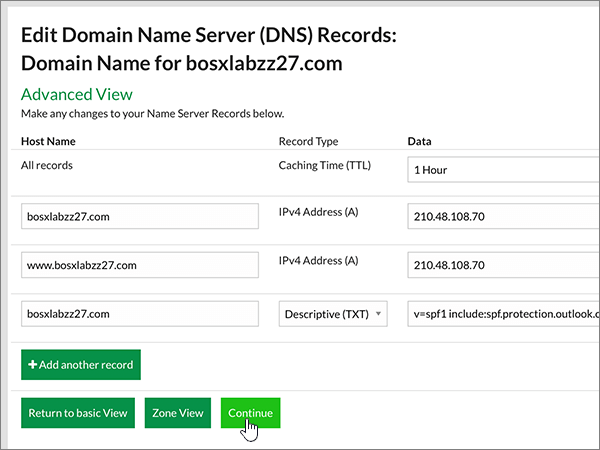 Edit Domain Name Server (DNS) Records:
Domain Name for bosxlabzz27.com
Advanced View
Make any changes to your Name Server Records below.
Host Name Record Type Data
All records Caching Time (TTL) 1 Hour
bosxlabzz27.com IPv4 Address (A) 210.48.108.70
www.bosxlabzz27.com IPv4 Address (A) 210.48.108.70
bosxlabzz27.com Descriptive (TXT) v=spf1 include:spf.protection.outlook.c
+Add another record
Return to basic View Zone View Continue